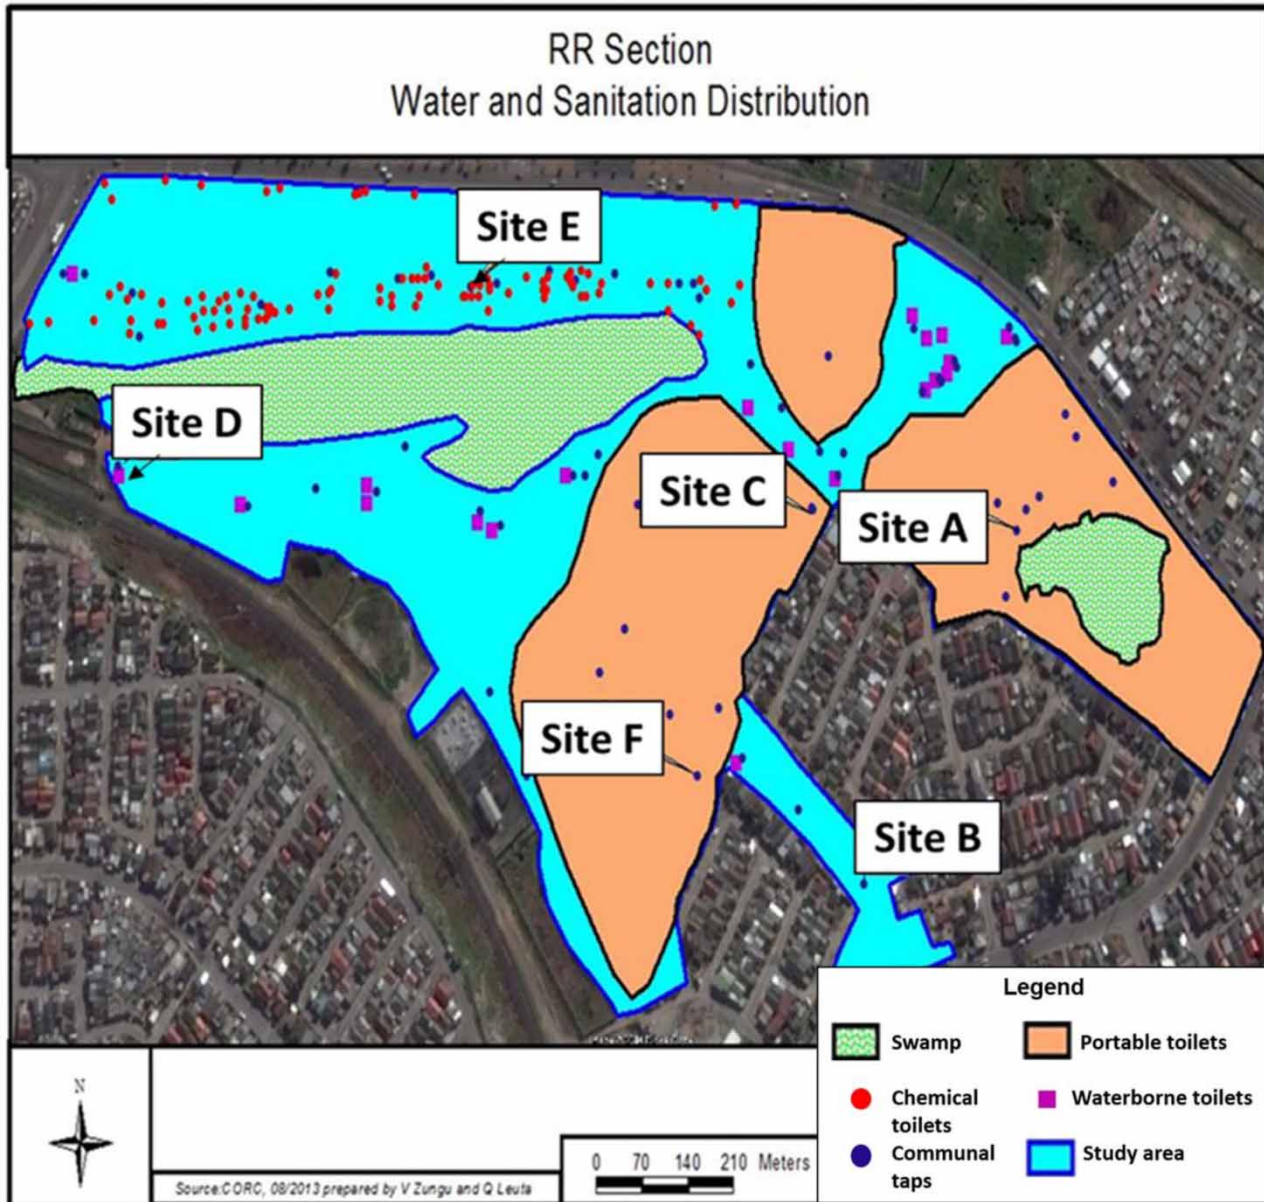 RR Section
Water and Sanitation Distribution
Site E
Site D
Site C
Site A
Site F
Site B
Legend
Swamp
Portable toilets
Chemical
toilets
Waterborne toilets
Communal
taps
Study area
N
0 70 140 210 Meters
Source:CORC, 08/2013 prepared by V Zungu and Q Leuta